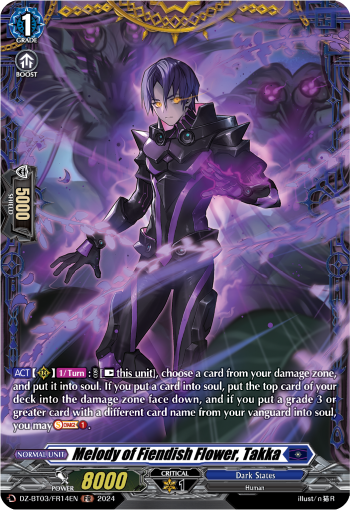 1
GRADE
BOOST
5000
SHIELD
ACT 1/Turn : [ this unit], choose a card from your damage zone,
and put it into soul. If you put a card into soul, put the top card of your
deck into the damage zone face down, and if you put a grade 3 or
greater card with a different card name from your vanguard into soul,
you may DMG 1.
NORMAL UNIT Melody of Fiendish Flower, Takka
POWER 8000 CRITICAL 1 Dark States
Human
DZ-BT03/FR14EN FR 2024 illust/n猫R